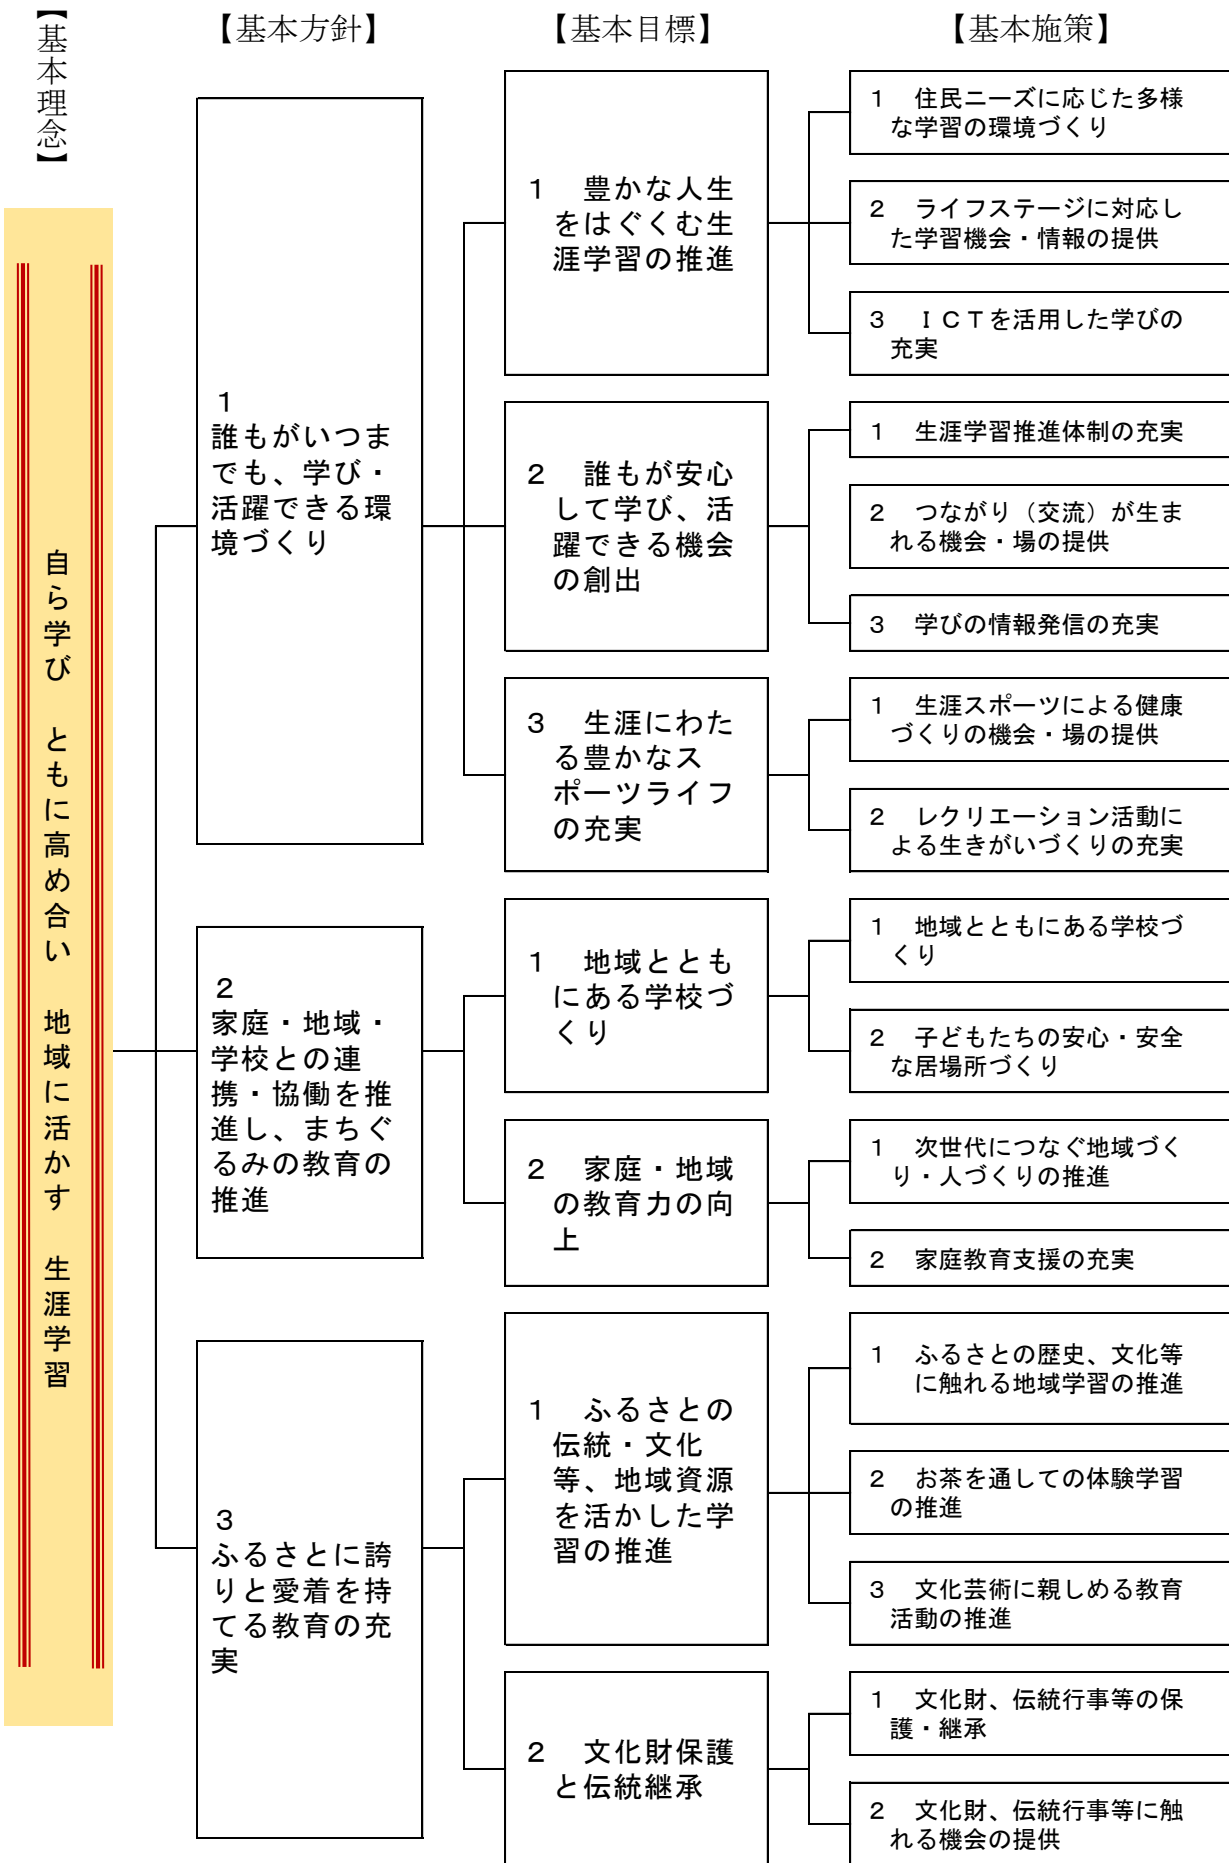 【基本理念】
【基本方針】
【基本目標】
【基本施策】
自ら学び　ともに高め合い　地域に活かす　生涯学習
１
誰もがいつま
でも、学び・
活躍できる環
境づくり
１　豊かな人生
をはぐくむ生
涯学習の推進
１　住民ニーズに応じた多様
な学習の環境づくり
２　ライフステージに対応し
た学習機会・情報の提供
３　ＩＣＴを活用した学びの
充実
２　誰もが安心
して学び、活
躍できる機会
の創出
１　生涯学習推進体制の充実
２　つながり（交流）が生ま
れる機会・場の提供
３　学びの情報発信の充実
３　生涯にわた
る豊かなス
ポーツライフ
の充実
１　生涯スポーツによる健康
づくりの機会・場の提供
２　レクリエーション活動に
よる生きがいづくりの充実
２
家庭・地域・
学校との連
携・協働を推
進し、まちぐ
るみの教育の
推進
１　地域ととも
にある学校づ
くり
１　地域とともにある学校づ
くり
２　子どもたちの安心・安全
な居場所づくり
２　家庭・地域
の教育力の向
上
１　次世代につなぐ地域づく
り・人づくりの推進
２　家庭教育支援の充実
３
ふるさとに誇
りと愛着を持
てる教育の充
実
１　ふるさとの
伝統・文化
等、地域資源
を活かした学
習の推進
１　ふるさとの歴史、文化等
に触れる地域学習の推進
２　お茶を通しての体験学習
の推進
３　文化芸術に親しめる教育
活動の推進
２　文化財保護
と伝統継承
１　文化財、伝統行事等の保
護・継承
２　文化財、伝統行事等に触
れる機会の提供